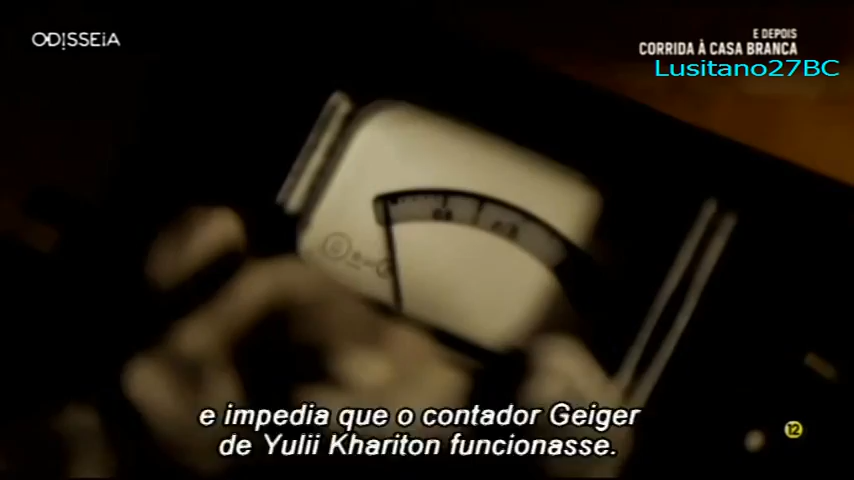 ODISSEiA
E DEPOIS
CORRIDA À CASA BRANCA
Lusitano27BC
e impedia que o contador Geiger
de Yulii Khariton funcionasse.
12